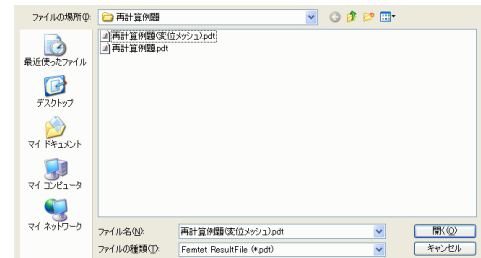 ファイルの場所(I):
再計算例題
再計算例題(変位メッシュ).pdt
再計算例題.pdt
最近使ったファイル
デスクトップ
マイ ドキュメント
マイ コンピュータ
マイ ネットワーク
ファイル名(N):
再計算例題(変位メッシュ).pdt
開く(O)
ファイルの種類(T):
Femtet ResultFile (*.pdt)
キャンセル